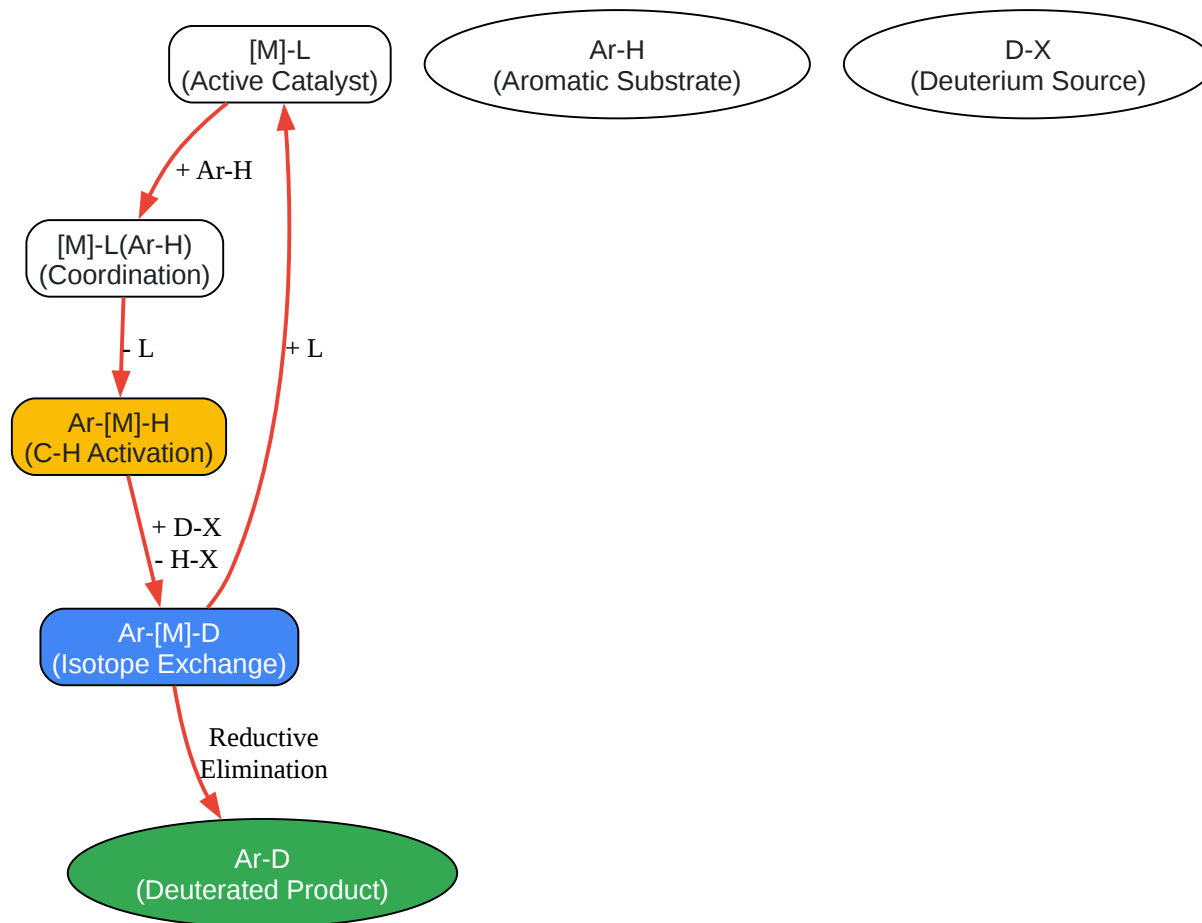 [M]-L
(Active Catalyst)
Ar-H
(Aromatic Substrate)
D-X
(Deuterium Source)
+ Ar-H
[M]-L(Ar-H)
(Coordination)
- L
+ L
Ar-[M]-H
(C-H Activation)
+ D-X
- H-X
Ar-[M]-D
(Isotope Exchange)
Reductive
Elimination
Ar-D
(Deuterated Product)